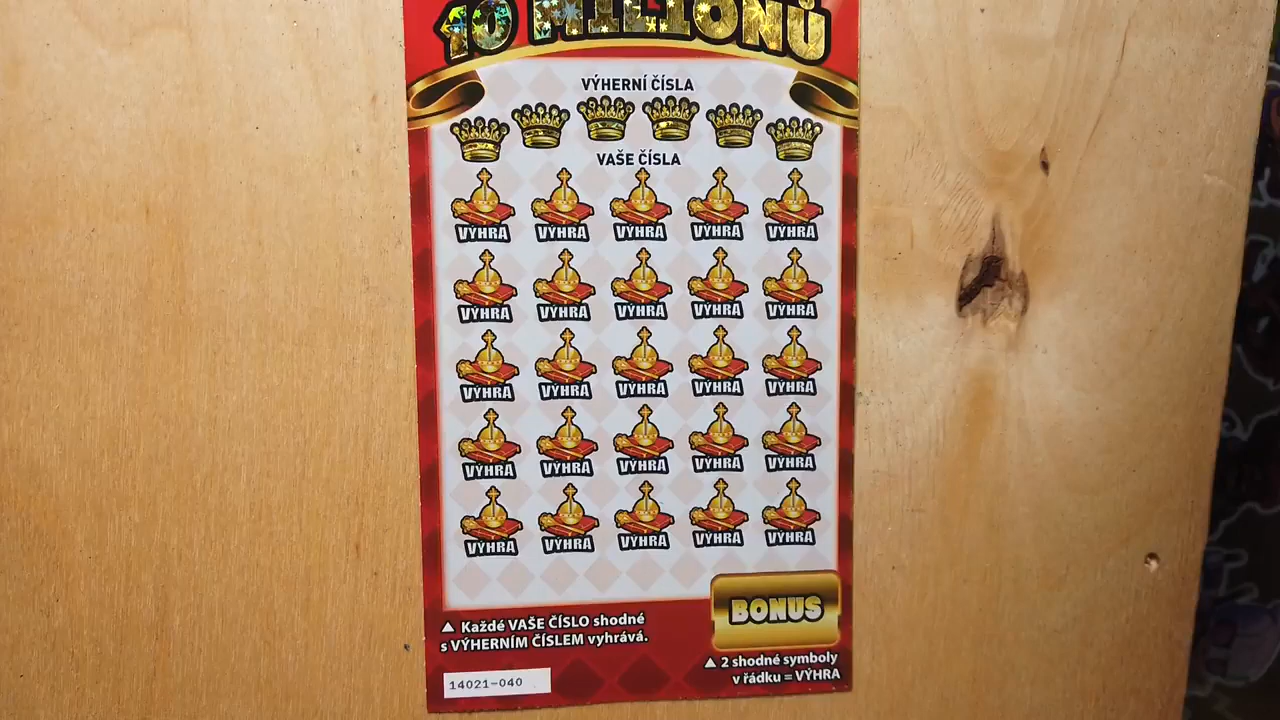 10 MILIONŮ
VÝHERNÍ ČÍSLA
VAŠE ČÍSLA
VÝHRA VÝHRA VÝHRA VÝHRA VÝHRA
VÝHRA VÝHRA VÝHRA VÝHRA VÝHRA
VÝHRA VÝHRA VÝHRA VÝHRA VÝHRA
VÝHRA VÝHRA VÝHRA VÝHRA VÝHRA
VÝHRA VÝHRA VÝHRA VÝHRA VÝHRA
▲ Každé VAŠE ČÍSLO shodné
s VÝHERNÍM ČÍSLEM vyhrává.
14021-040
BONUS
▲ 2 shodné symboly
v řádku = VÝHRA